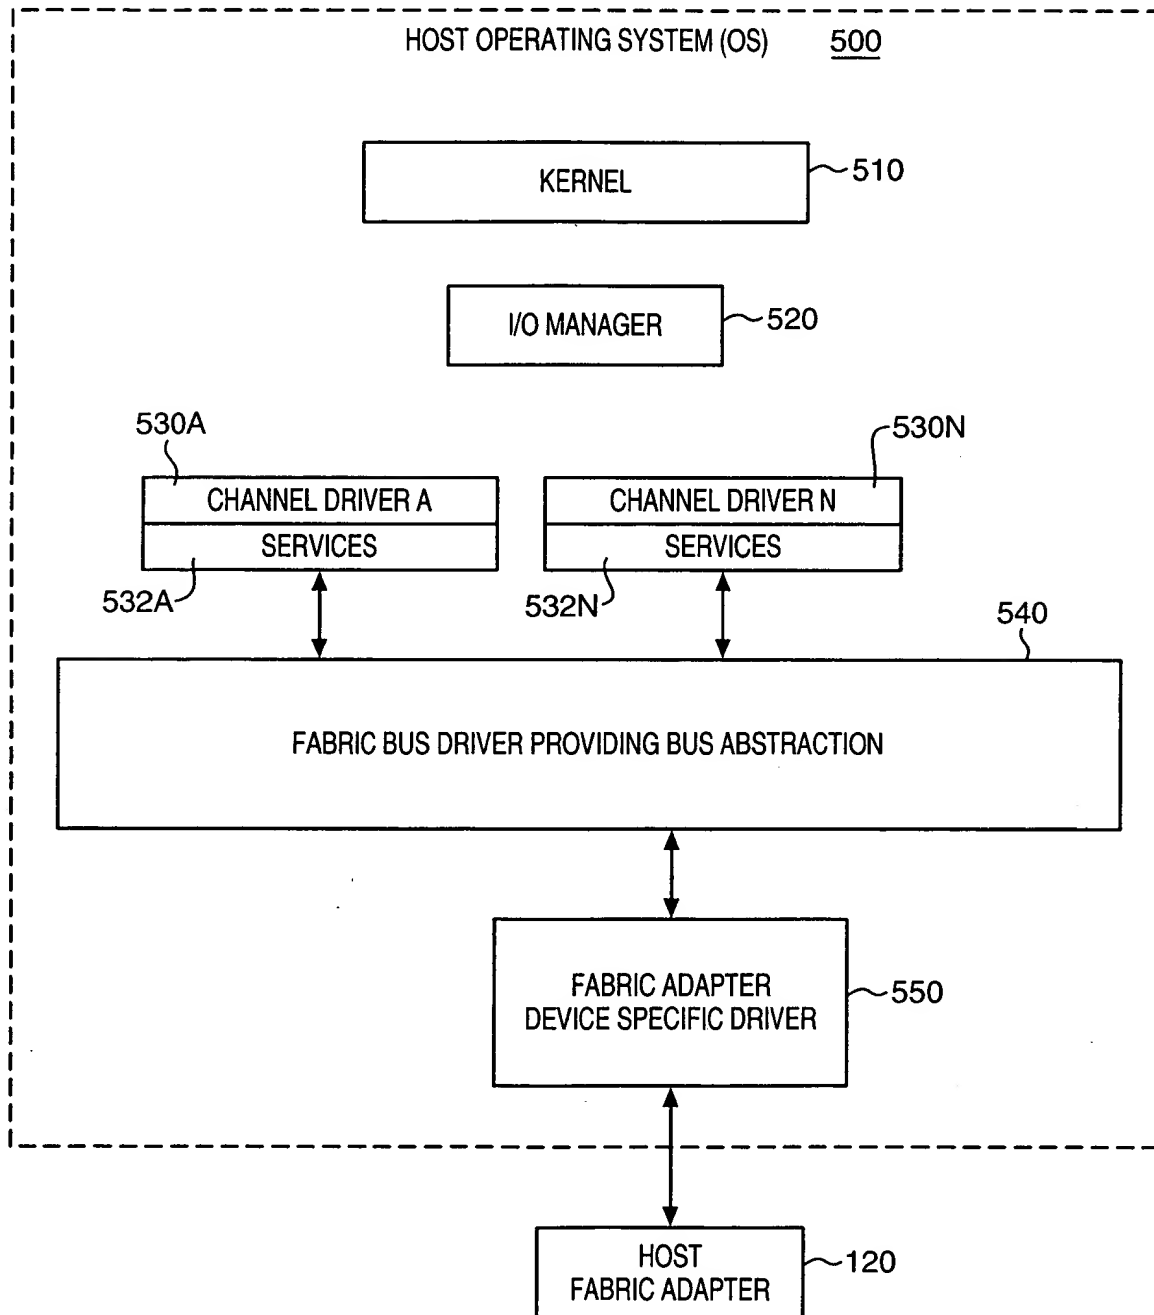 HOST OPERATING SYSTEM (OS) 500
KERNEL
510
I/O MANAGER
520
530A
530N
CHANNEL DRIVER A
CHANNEL DRIVER N
SERVICES
SERVICES
532A
532N
540
FABRIC BUS DRIVER PROVIDING BUS ABSTRACTION
FABRIC ADAPTER
DEVICE SPECIFIC DRIVER
550
HOST
FABRIC ADAPTER
120